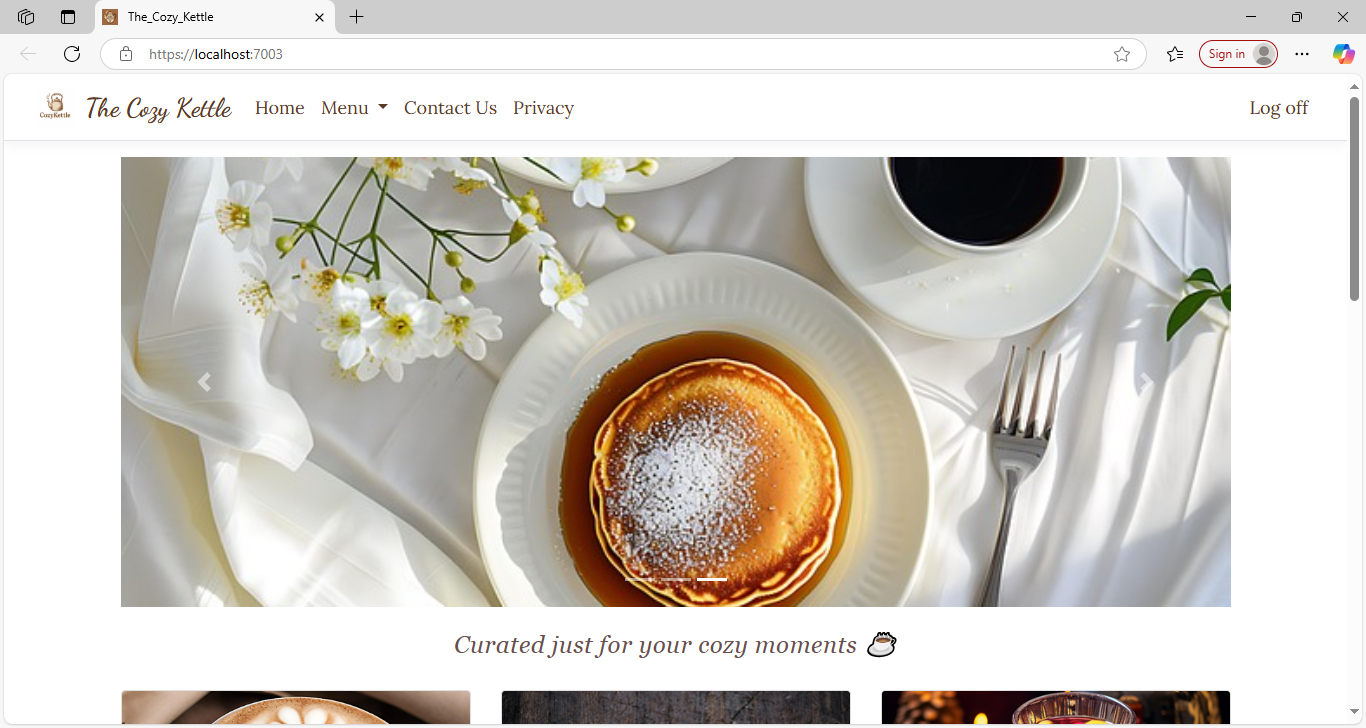 The_Cozy_Kettle
https://localhost:7003
Sign in
CozyKettle
The Cozy Kettle Home Menu Contact Us Privacy Log off
Curated just for your cozy moments ☕